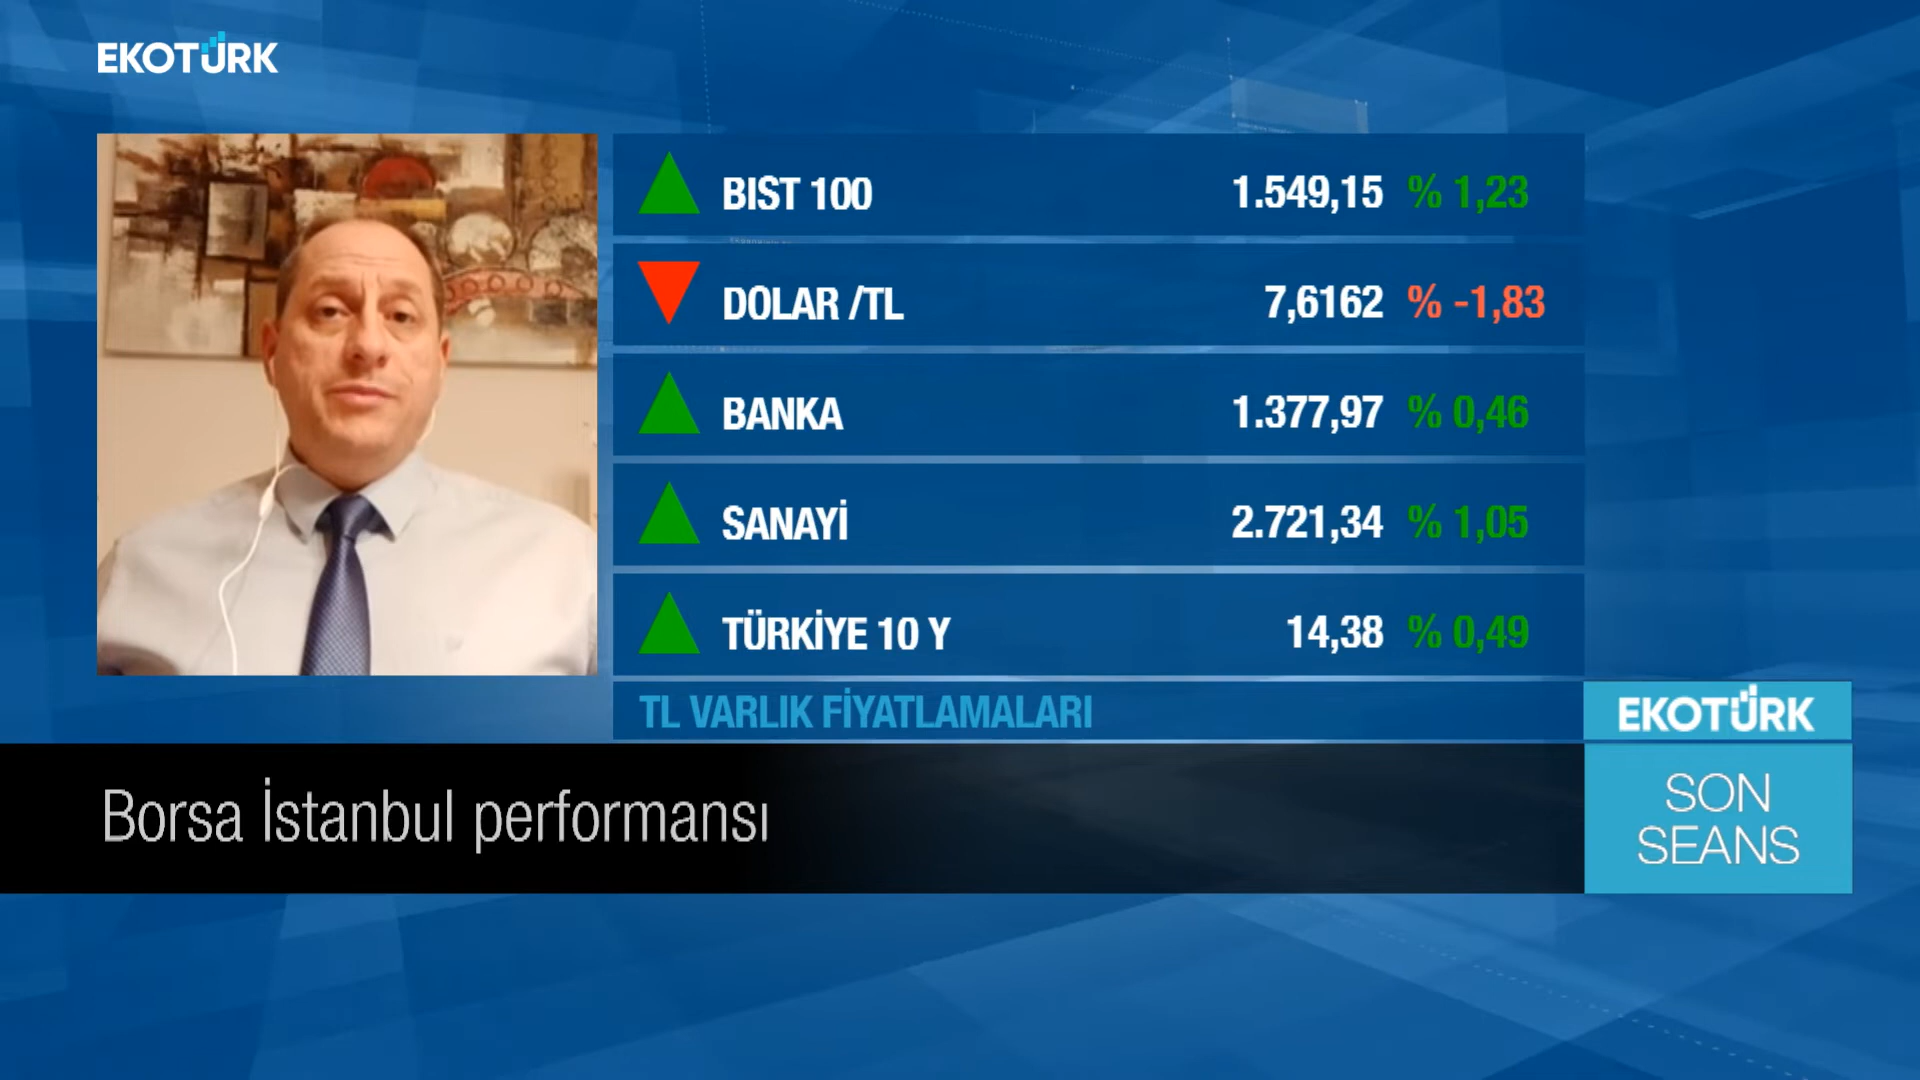 EKOTÜRK
BIST 100 1.549,15 % 1,23
DOLAR /TL 7,6162 % -1,83
BANKA 1.377,97 % 0,46
SANAYİ 2.721,34 % 1,05
TÜRKİYE 10 Y 14,38 % 0,49
TL VARLIK FİYATLAMALARI
EKOTÜRK
Borsa İstanbul performansı
SON
SEANS